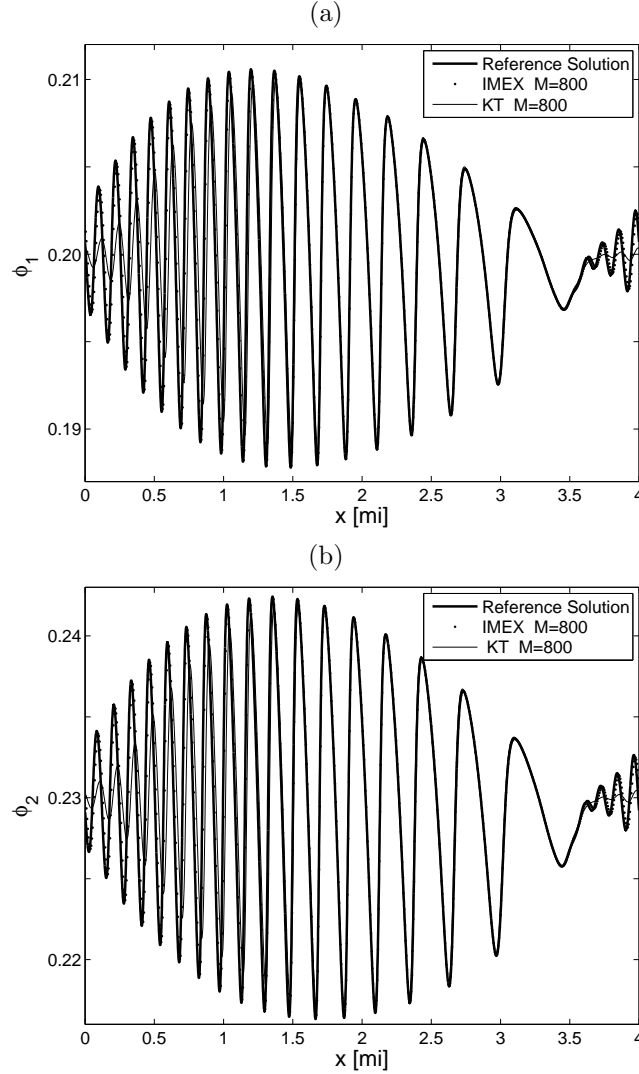 (a)
0.21
0.20
0.19
ϕ1
Reference Solution
IMEX M=800
KT M=800
0 0.5 1 1.5 2 2.5 3 3.5 4
x [mi]
(b)
0.24
0.23
0.22
ϕ2
Reference Solution
IMEX M=800
KT M=800
0 0.5 1 1.5 2 2.5 3 3.5 4
x [mi]